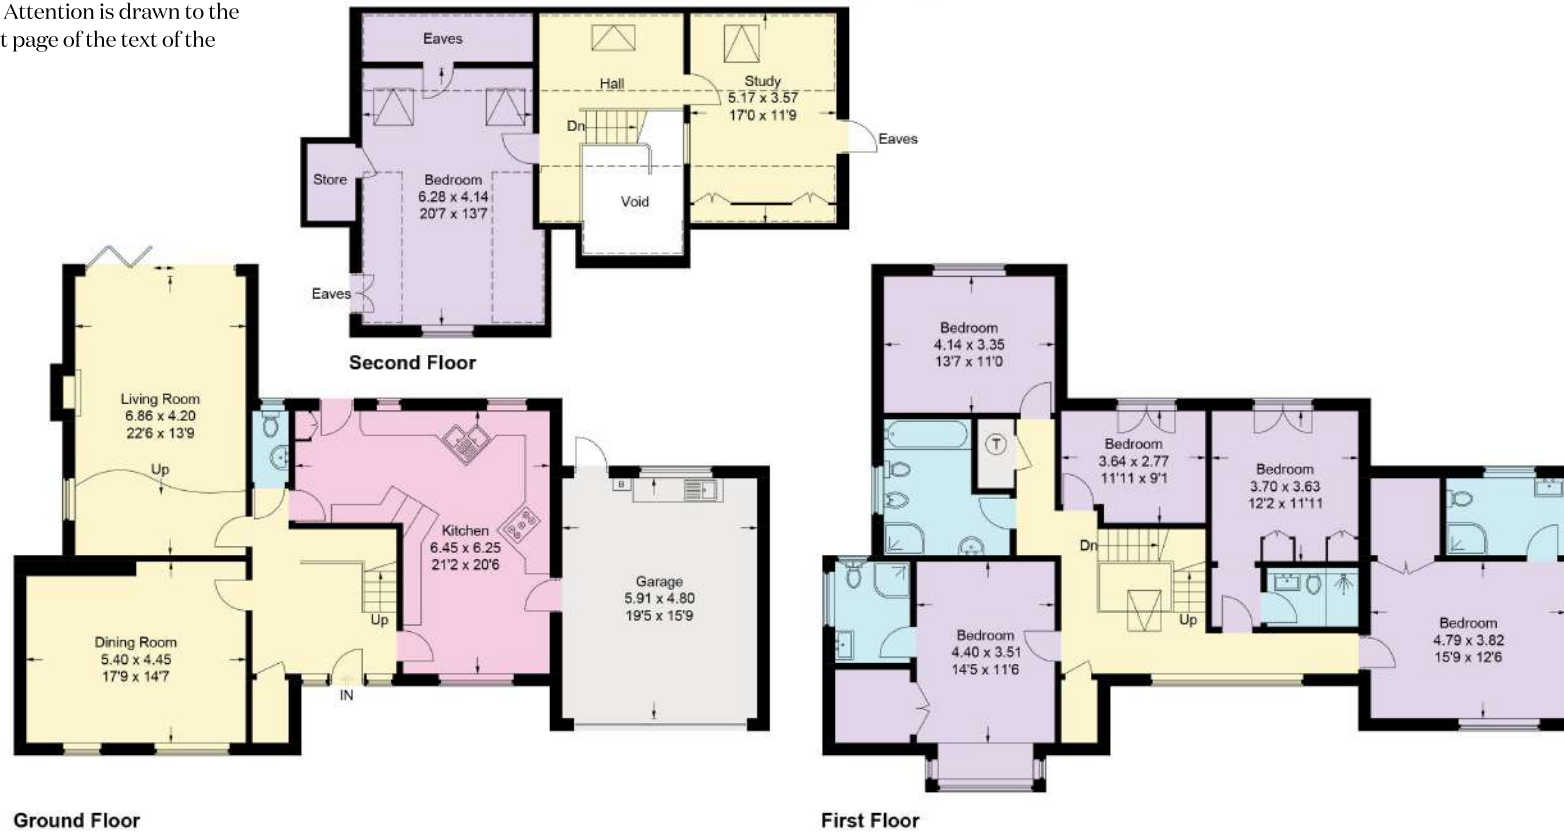 Attention is drawn to the
t page of the text of the
Eaves
Hall
Study
5.17 x 3.57
17'0 x 11'9
Dn
Eaves
Store
Bedroom
6.28 x 4.14
20'7 x 13'7
Void
Eaves
Second Floor
Living Room
6.86 x 4.20
22'6 x 13'9
Up
Kitchen
6.45 x 6.25
21'2 x 20'6
B
Garage
5.91 x 4.80
19'5 x 15'9
Up
Dining Room
5.40 x 4.45
17'9 x 14'7
IN
Ground Floor
Bedroom
4.14 x 3.35
13'7 x 11'0
T
Bedroom
3.64 x 2.77
11'11 x 9'1
Bedroom
3.70 x 3.63
12'2 x 11'11
Dn
Up
Bedroom
4.40 x 3.51
14'5 x 11'6
Bedroom
4.79 x 3.82
15'9 x 12'6
First Floor